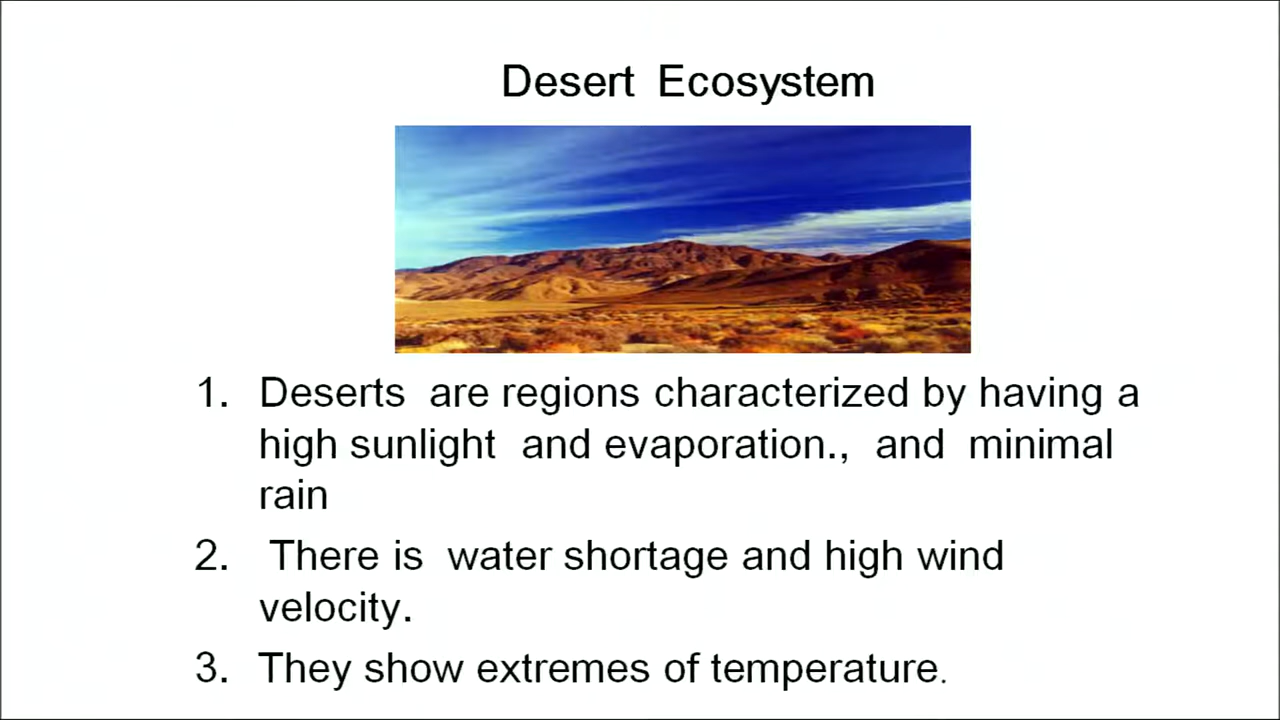 Desert Ecosystem
1. Deserts are regions characterized by having a
high sunlight and evaporation., and minimal
rain
2. There is water shortage and high wind
velocity.
3. They show extremes of temperature.